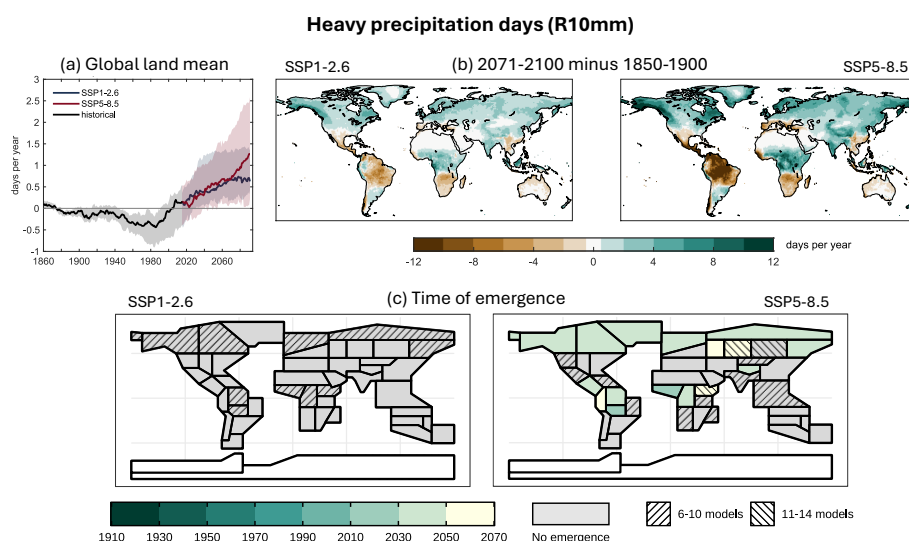 Heavy precipitation days (R10mm)
(a) Global land mean
SSP1-2.6
(b) 2071-2100 minus 1850-1900
SSP5-8.5
3
2.5
2
1.5
1
0.5
0
-0.5
-1
days per year
SSP1-2.6
SSP5-8.5
historical
1860 1900 1940 1980 2020 2060
-12 -8 -4 0 4 8 12
days per year
SSP1-2.6
(c) Time of emergence
SSP5-8.5
1910 1930 1950 1970 1990 2010 2030 2050 2070
No emergence
6-10 models
11-14 models